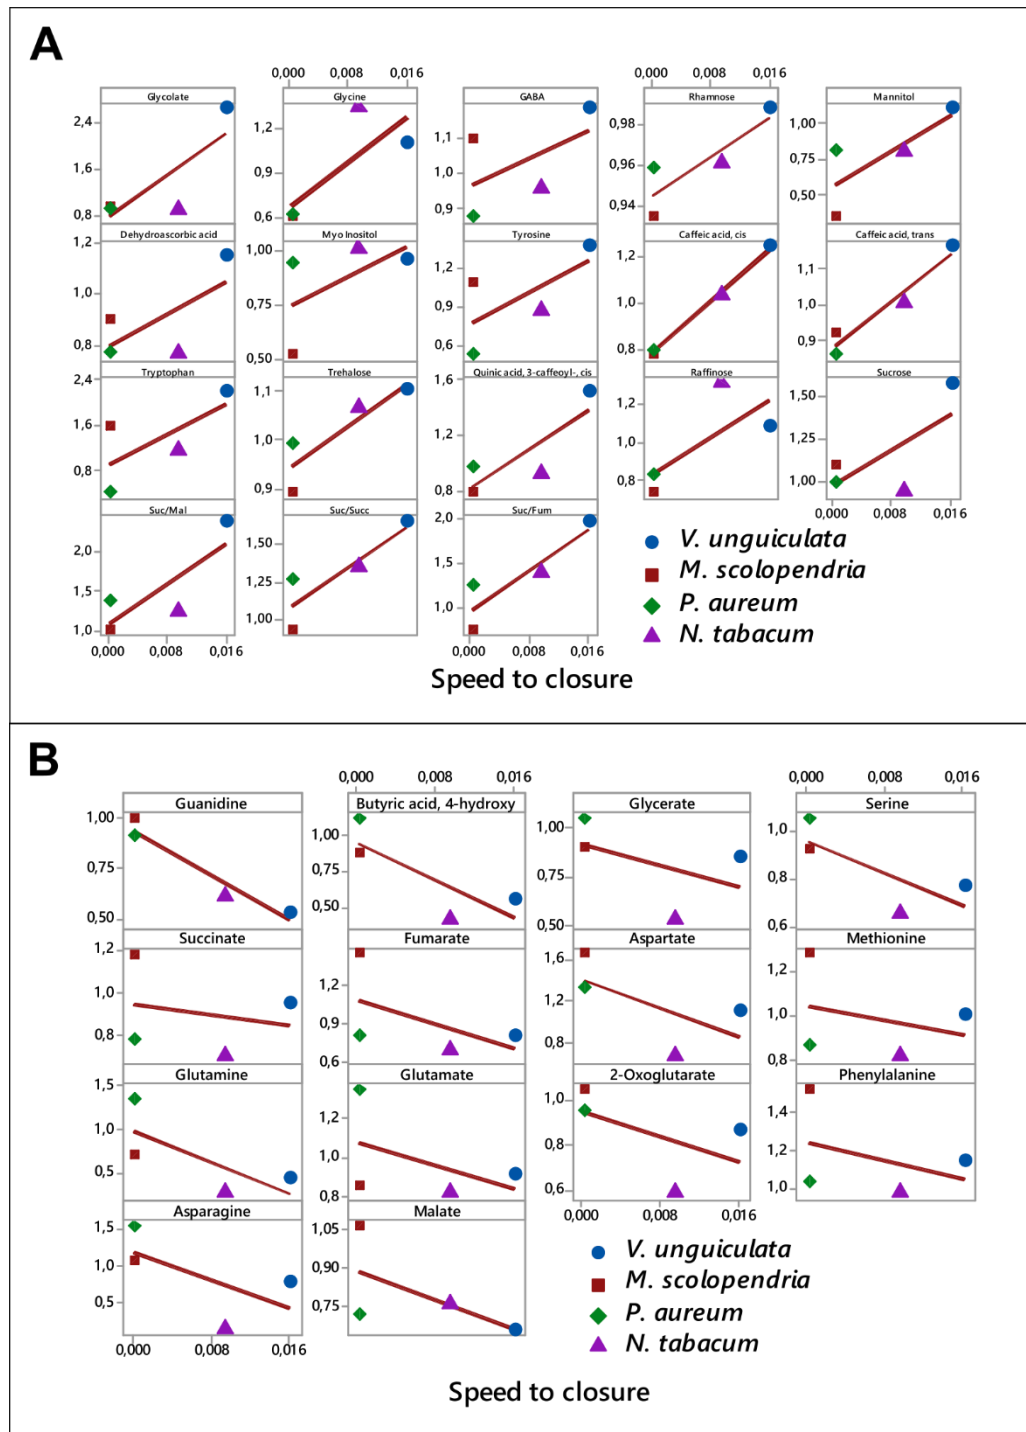 A
0,000 0,008 0,016 0,000 0,008 0,016
Glycolate Glycine GABA Rhamnose Mannitol
2,4 1,6 0,8
1,2 0,9 0,6
1,1 1,0 0,9
0,98 0,96 0,94
1,00 0,75 0,50
Dehydroascorbic acid Myo Inositol Tyrosine Caffeic acid, cis Caffeic acid, trans
1,2 1,0 0,8
1,00 0,75 0,50
1,2 0,9 0,6
1,2 1,0 0,8
1,1 1,0 0,9
Tryptophan Trehalose Quinic acid, 3-caffeoyl-, cis Raffinose Sucrose
2,4 1,6 0,8
1,1 1,0 0,9
1,6 1,2 0,8
1,2 1,0 0,8
1,50 1,25 1,00
0,000 0,008 0,016
Suc/Mal Suc/Succ Suc/Fum
2,0 1,5 1,0
1,50 1,25 1,00
2,0 1,5 1,0
0,000 0,008 0,016 0,000 0,008 0,016
V. unguiculata
M. scolopendria
P. aureum
N. tabacum
Speed to closure
B
0,000 0,008 0,016 0,000 0,008 0,016
Guanidine Butyric acid, 4-hydroxy Glycerate Serine
1,00 0,75 0,50
1,00 0,75 0,50
1,00 0,75 0,50
1,0 0,8 0,6
Succinate Fumarate Aspartate Methionine
1,2 1,0 0,8
1,2 0,9 0,6
1,6 1,2 0,8
1,2 1,0 0,8
Glutamine Glutamate 2-Oxoglutarate Phenylalanine
1,5 1,0 0,5
1,2 1,0 0,8
1,0 0,8 0,6
1,4 1,2 1,0
0,000 0,008 0,016
Asparagine Malate
1,5 1,0 0,5
1,05 0,90 0,75
0,000 0,008 0,016
V. unguiculata
M. scolopendria
P. aureum
N. tabacum
Speed to closure